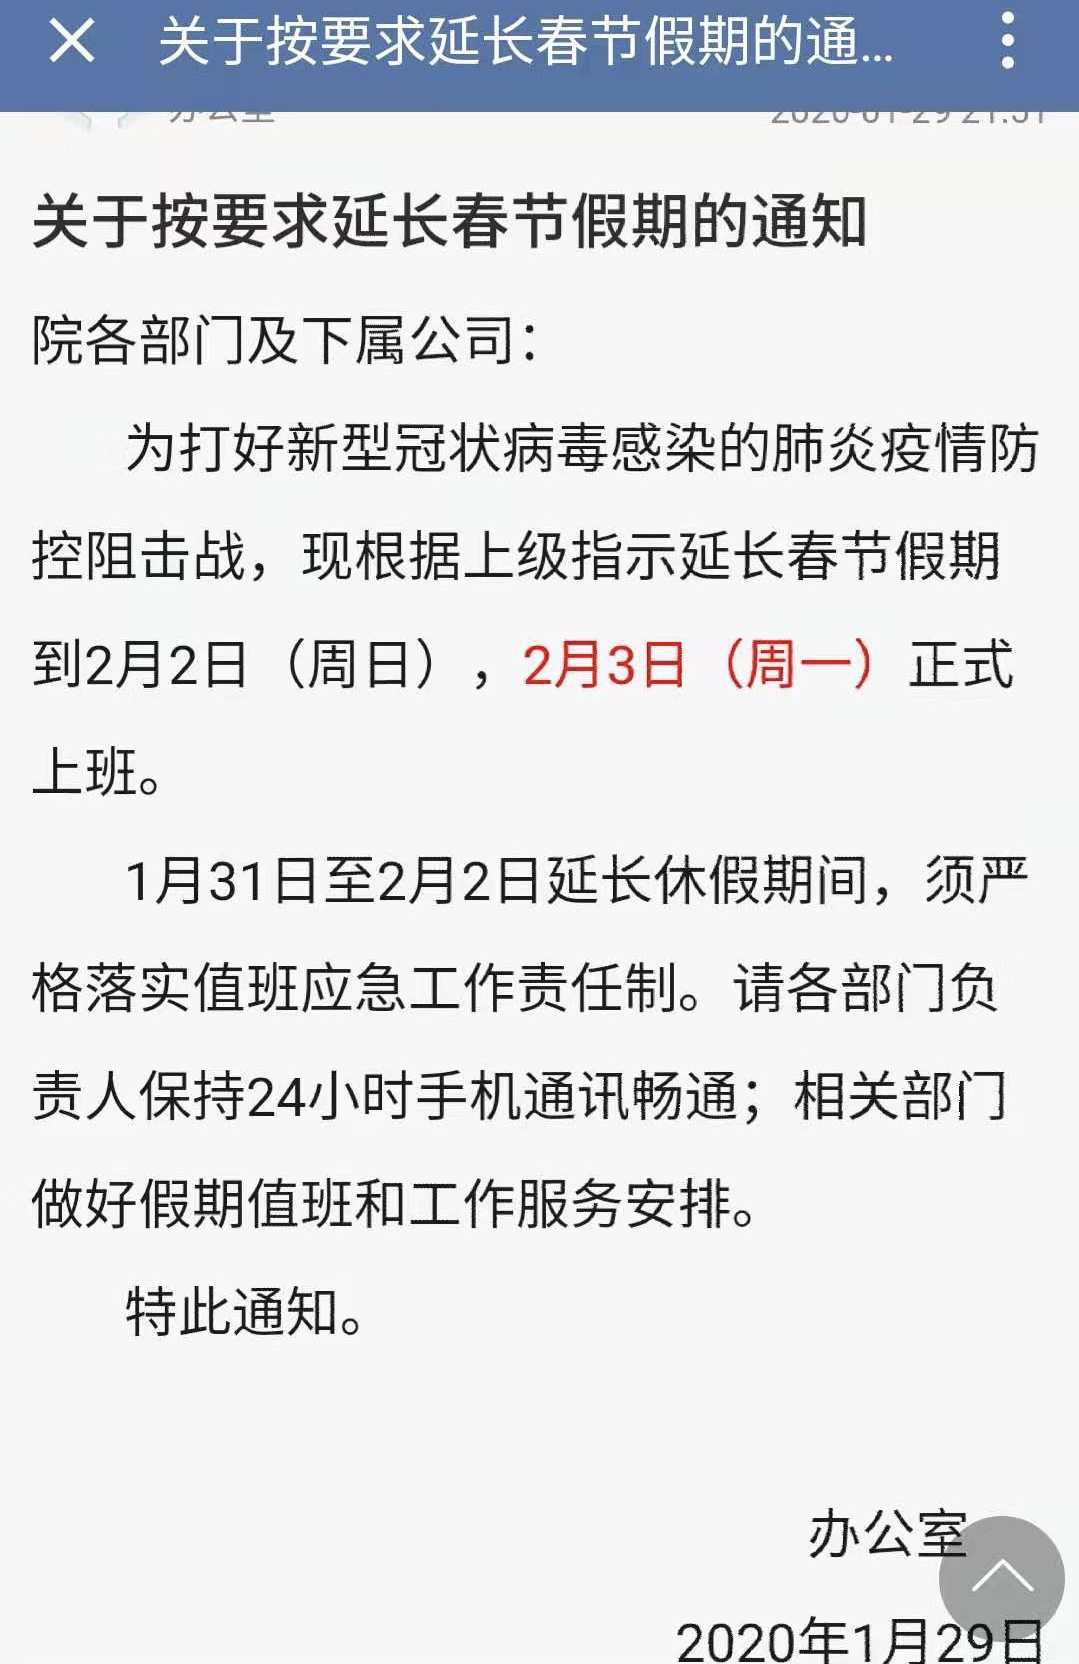 关于按要求延长春节假期的通...
办公室
2020-01-29 21:51
关于按要求延长春节假期的通知
院各部门及下属公司：
为打好新型冠状病毒感染的肺炎疫情防
控阻击战，现根据上级指示延长春节假期
到2月2日（周日），2月3日（周一）正式
上班。
1月31日至2月2日延长休假期间，须严
格落实值班应急工作责任制。请各部门负
责人保持24小时手机通讯畅通；相关部门
做好假期值班和工作服务安排。
特此通知。
办公室
2020年1月29日